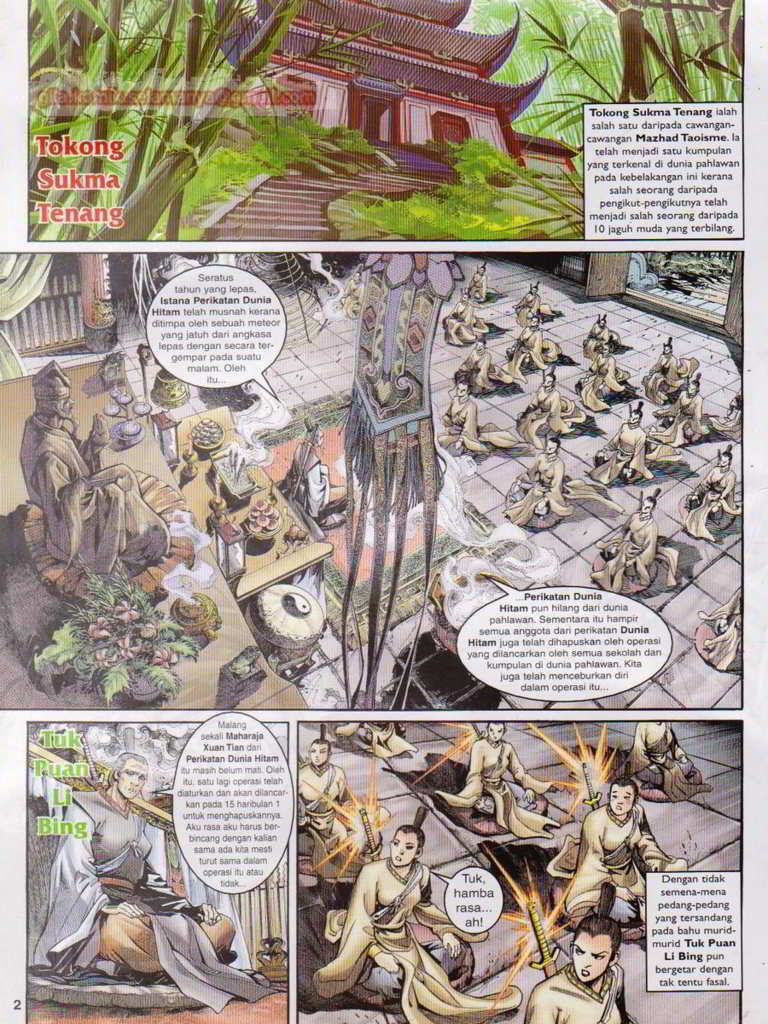 Tokong
Sukma
Tenang
Tokong Sukma Tenang ialah
salah satu daripada cawangan-
cawangan Mazhad Taoisme. Ia
telah menjadi satu kumpulan
yang terkenal di dunia pahlawan
pada kebelakangan ini kerana
salah seorang daripada
pengikut-pengikutnya telah
menjadi salah seorang daripada
10 jaguh muda yang terbilang.
Seratus
tahun yang lepas,
Istana Perikatan Dunia
Hitam telah musnah kerana
ditimpa oleh sebuah meteor
yang jatuh dari angkasa
lepas dengan secara ter-
gempar pada suatu
malam. Oleh
itu...
...Perikatan Dunia
Hitam pun hilang dari dunia
pahlawan. Sementara itu hampir
semua anggota dari perikatan Dunia
Hitam juga telah dihapuskan oleh operasi
yang dilancarkan oleh semua sekolah dan
kumpulan di dunia pahlawan. Kita
juga telah menceburkan diri
dalam operasi itu...
Tuk
Puan
Li
Bing
Malang
sekali Maharaja
Xuan Tian dari
Perikatan Dunia Hitam
itu masih belum mati. Oleh
itu, satu lagi operasi telah
diaturkan dan akan dilancar-
kan pada 15 haribulan 1
untuk menghapuskannya.
Aku rasa aku harus ber-
bincang dengan kalian
sama ada kita mesti
turut sama dalam
operasi itu atau
tidak...
Tuk,
hamba
rasa...
ah!
Dengan tidak
semena-mena
pedang-pedang
yang tersandang
pada bahu murid-
murid Tuk Puan
Li Bing pun
bergetar dengan
tak tentu fasal.
2